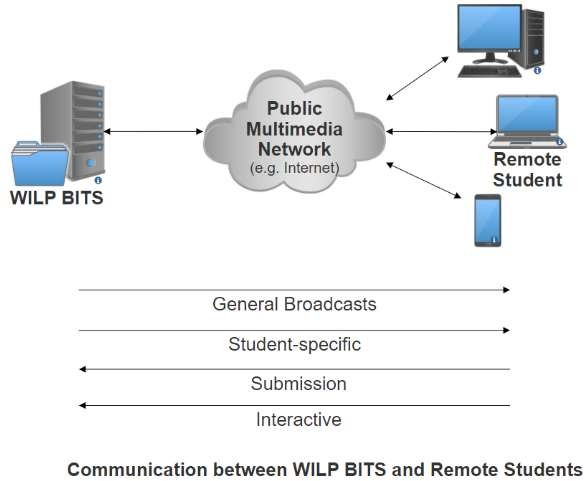 Public
Multimedia
Network
(e.g. Internet)
WILP BITS
Remote
Student
General Broadcasts
Student-specific
Submission
Interactive
Communication between WILP BITS and Remote Students